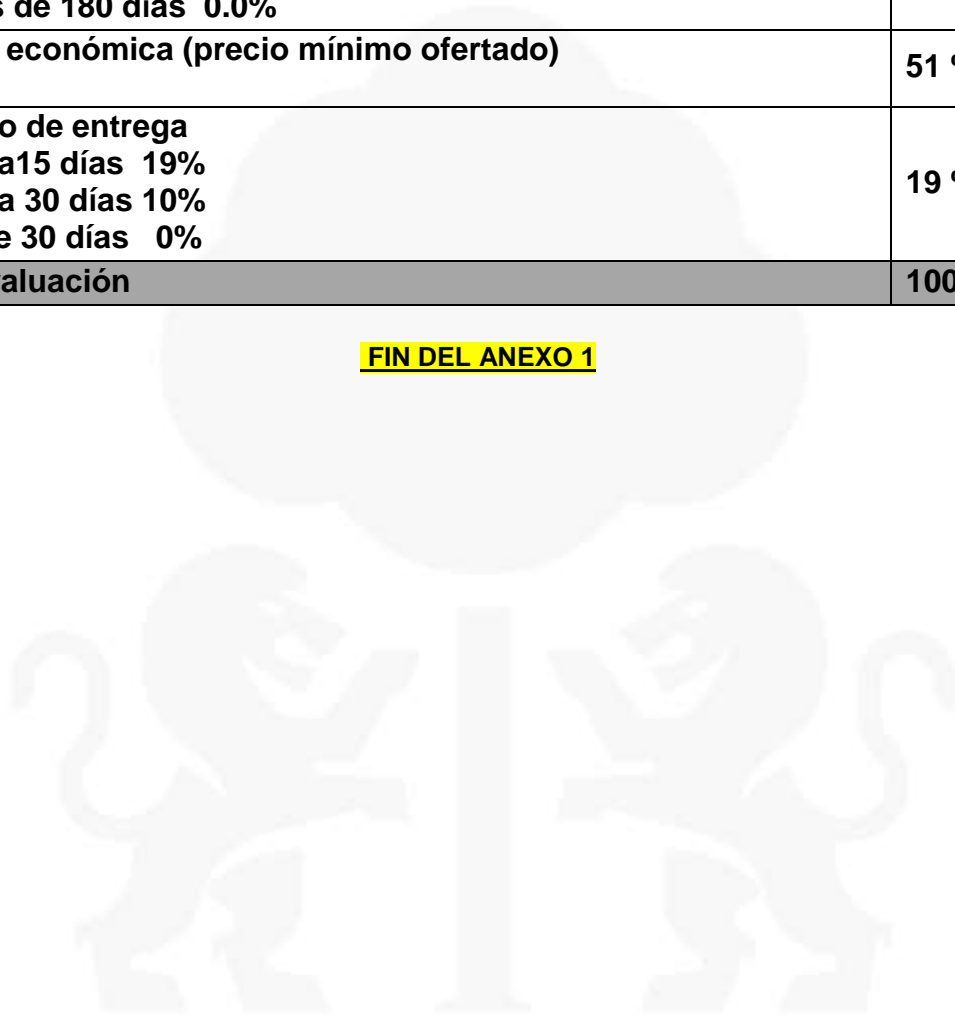 s de 180 días 0.0%
económica (precio mínimo ofertado)
51 %
o de entrega
a15 días 19%
a 30 días 10%
e 30 días 0%
19 %
valuación
100
FIN DEL ANEXO 1